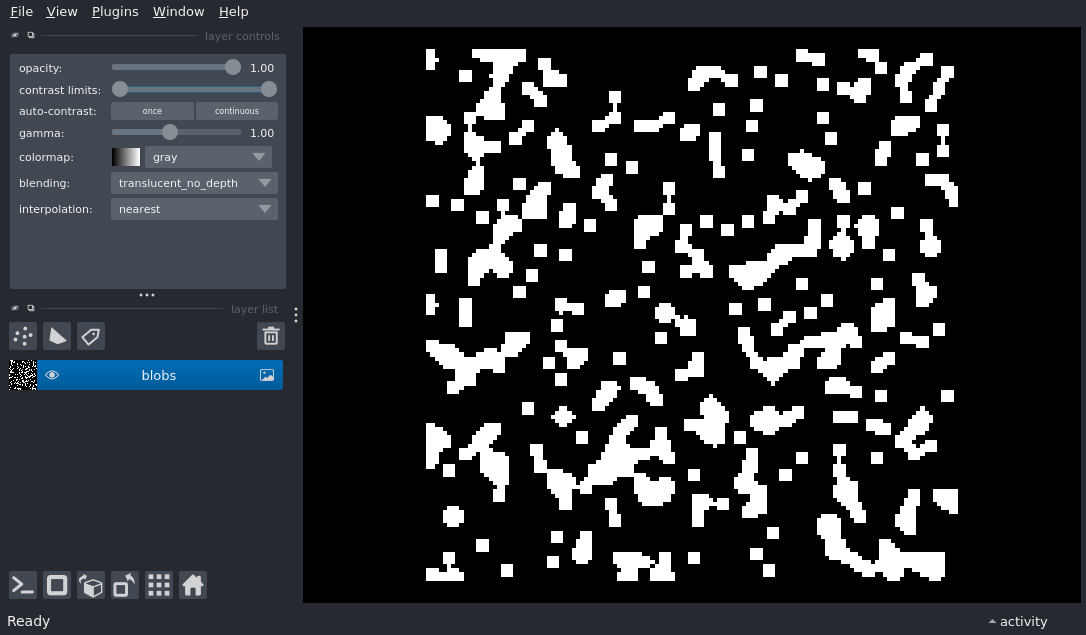 File View Plugins Window Help
layer controls
opacity: 1.00
contrast limits:
auto-contrast: once continuous
gamma: 1.00
colormap: gray
blending: translucent_no_depth
interpolation: nearest
layer list
blobs
Ready activity